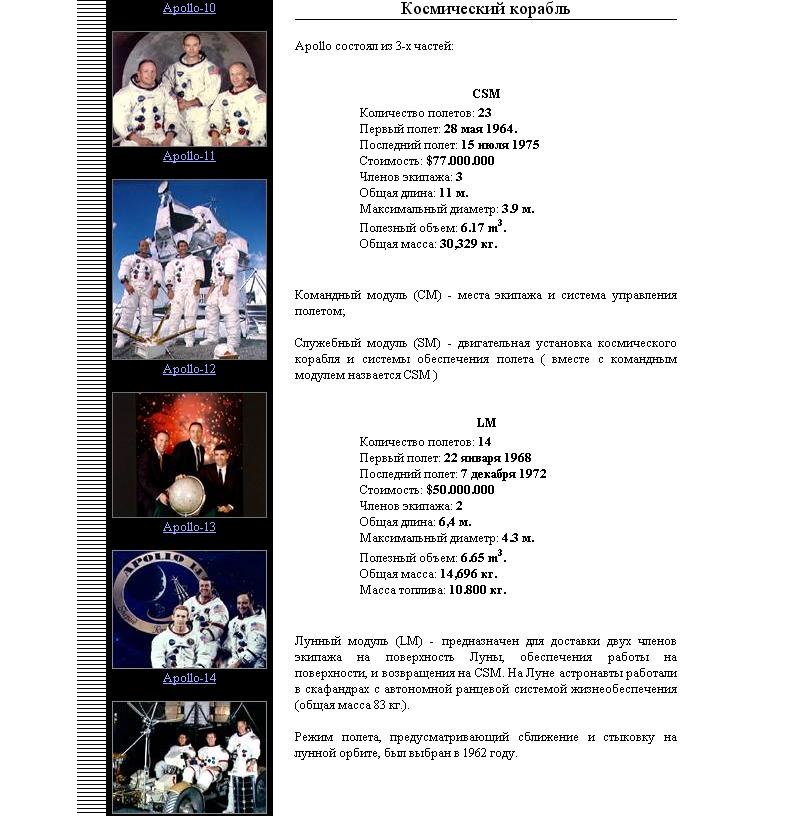 Apollo-10
Apollo-11
Apollo-12
Apollo-13
APOLLO 14
Apollo-14
Космический корабль
Apollo состоял из 3-х частей:
CSM
Количество полетов: 23
Первый полет: 28 мая 1964.
Последний полет: 15 июля 1975
Стоимость: $77.000.000
Членов экипажа: 3
Общая длина: 11 м.
Максимальный диаметр: 3.9 м.
Полезный объем: 6.17 m³.
Общая масса: 30,329 кг.
Командный модуль (CM) - места экипажа и система управления
полетом;
Служебный модуль (SM) - двигательная установка космического
корабля и системы обеспечения полета ( вместе с командным
модулем назвается CSM )
LM
Количество полетов: 14
Первый полет: 22 января 1968
Последний полет: 7 декабря 1972
Стоимость: $50.000.000
Членов экипажа: 2
Общая длина: 6,4 м.
Максимальный диаметр: 4.3 м.
Полезный объем: 6.65 m³.
Общая масса: 14,696 кг.
Масса топлива: 10.800 кг.
Лунный модуль (LM) - предназначен для доставки двух членов
экипажа на поверхность Луны, обеспечения работы на
поверхности, и возвращения на CSM. На Луне астронавты работали
в скафандрах с автономной ранцевой системой жизнеобеспечения
(общая масса 83 кг.).
Режим полета, предусматривающий сближение и стыковку на
лунной орбите, был выбран в 1962 году.